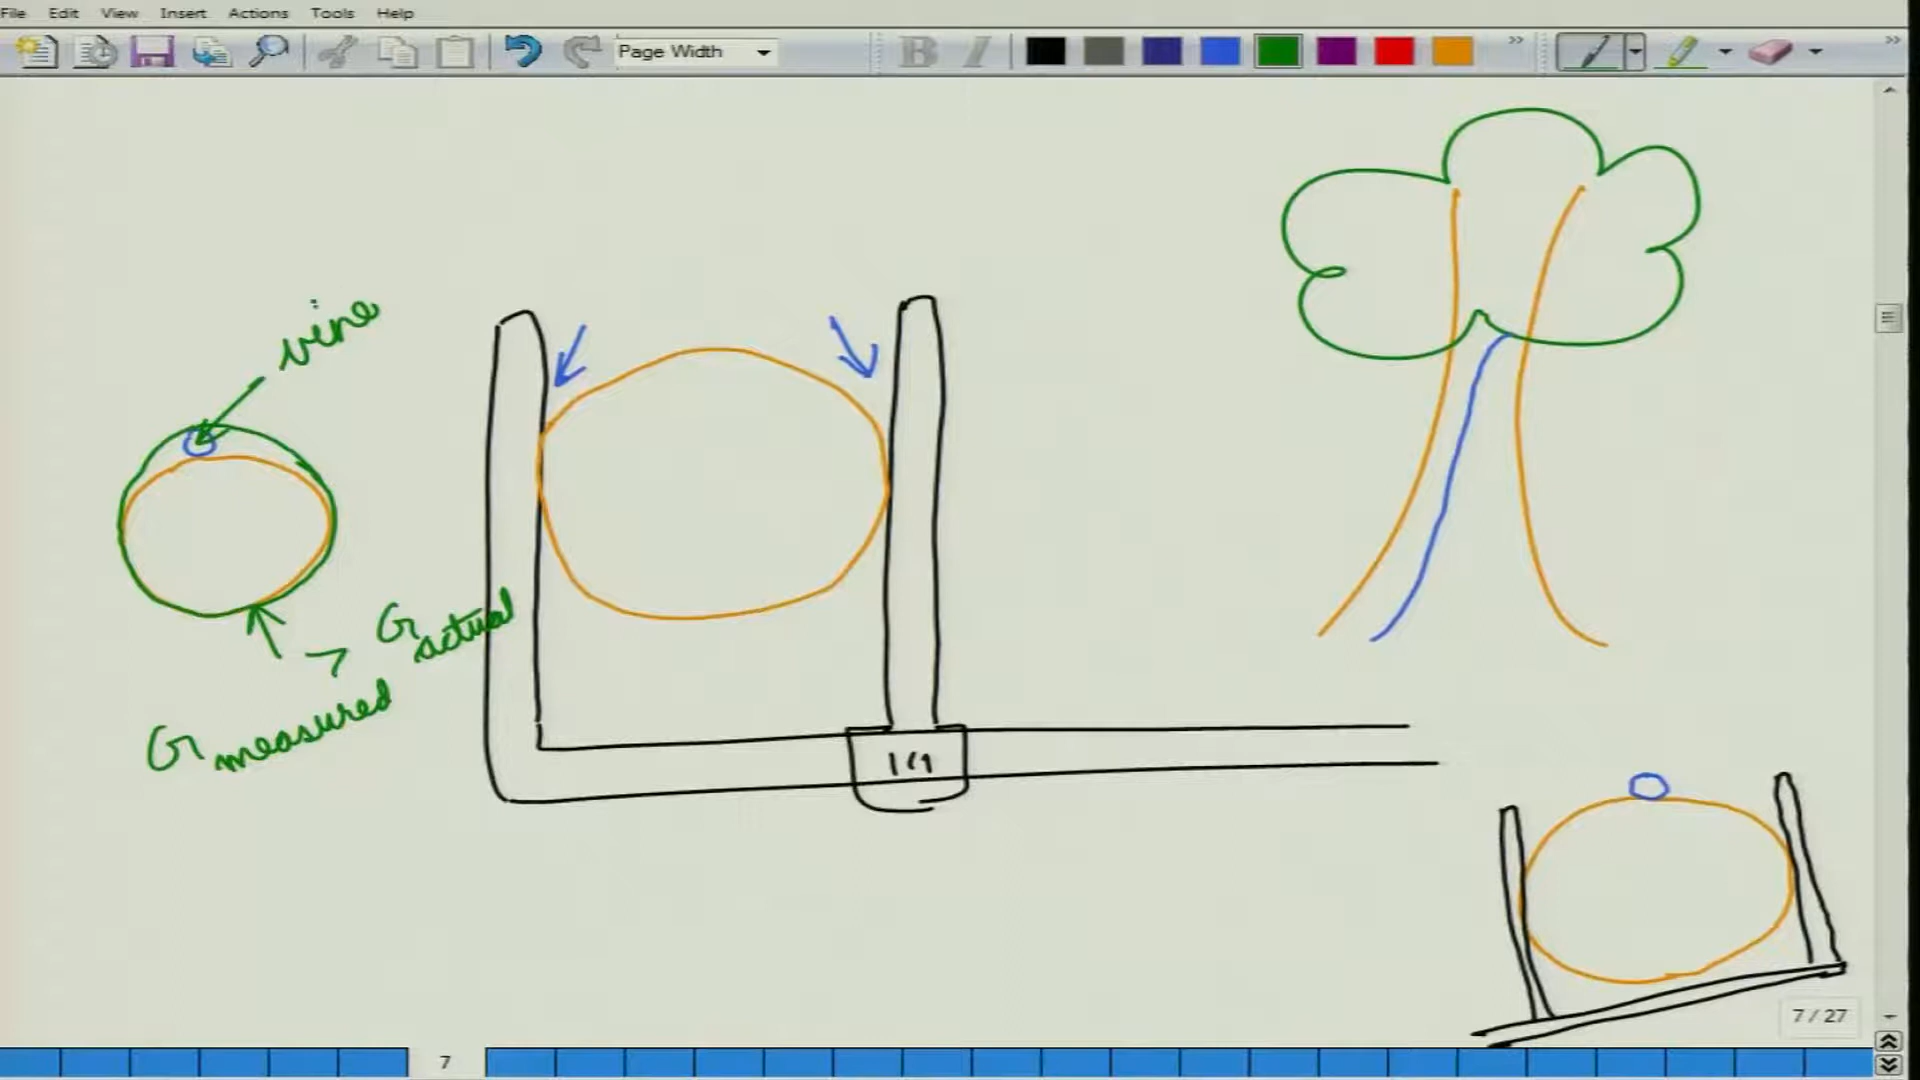 File Edit View Insert Actions Tools Help
Page Width
B I
vine
G measured > G actual
7 / 27
7